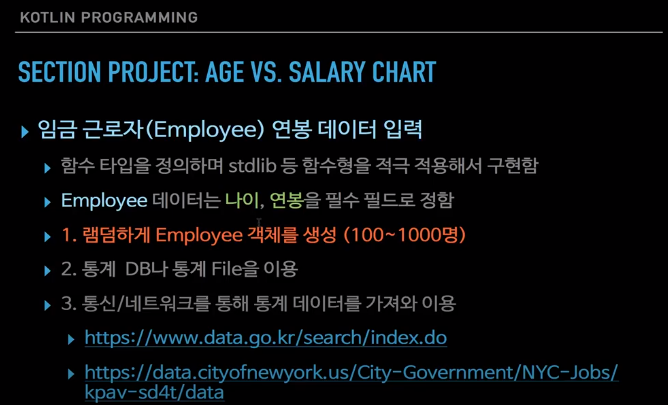 KOTLIN PROGRAMMING
SECTION PROJECT: AGE VS. SALARY CHART
임금 근로자(Employee) 연봉 데이터 입력
함수 타입을 정의하며 stdlib 등 함수형을 적극 적용해서 구현함
Employee 데이터는 나이, 연봉을 필수 필드로 정함
1. 램덤하게 Employee 객체를 생성 (100~1000명)
2. 통계 DB나 통계 File을 이용
3. 통신/네트워크를 통해 통계 데이터를 가져와 이용
https://www.data.go.kr/search/index.do
https://data.cityofnewyork.us/City-Government/NYC-Jobs/
kpav-sd4t/data